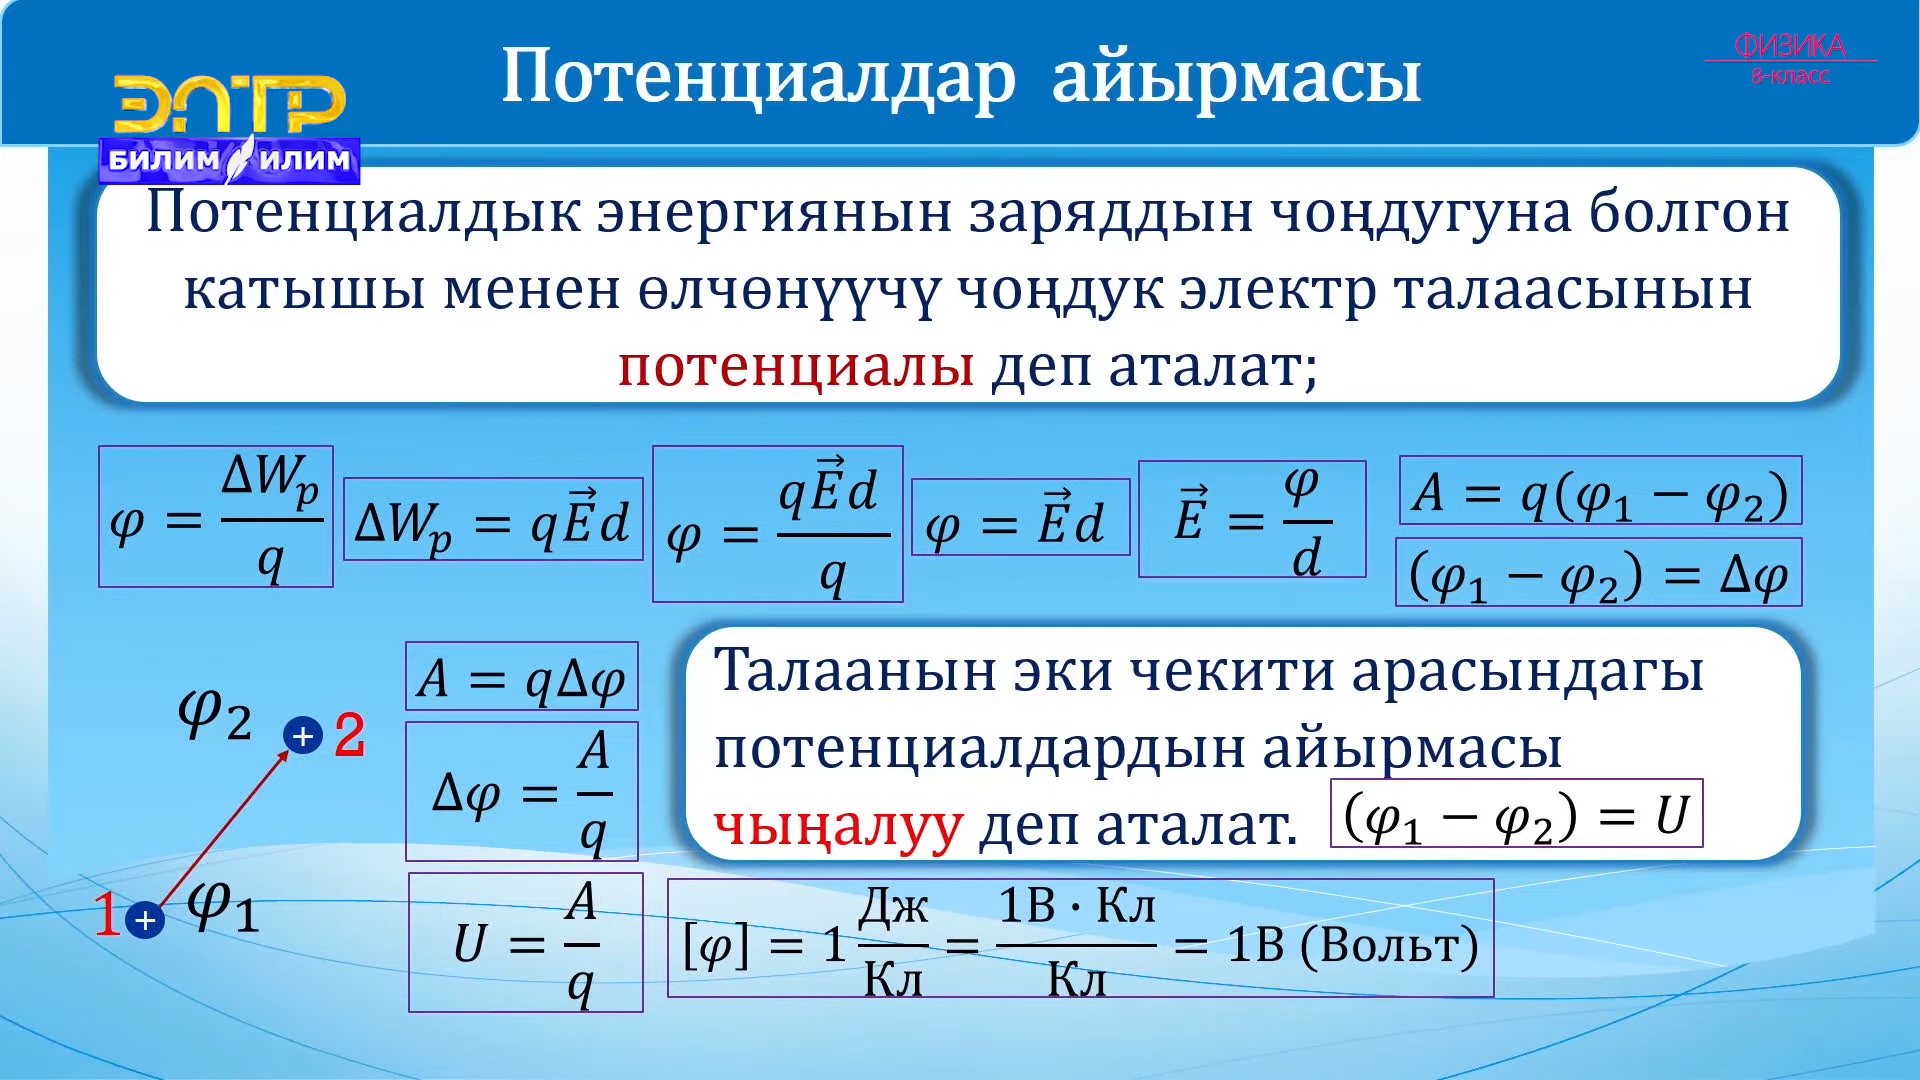 Потенциалдар айырмасы
ФИЗИКА
8-класс
ЭЛТР
БИЛИМ ИЛИМ
Потенциалдык энергиянын заряддын чоңдугуна болгон
катышы менен өлчөнүүчү чоңдук электр талаасынын
потенциалы деп аталат;
φ = ΔWₚ/q
ΔWₚ = qE⃗d
φ = qE⃗d/q
φ = E⃗d
E⃗ = φ/d
A = q(φ₁ − φ₂)
(φ₁ − φ₂) = Δφ
φ₂ + 2
1 + φ₁
A = qΔφ
Δφ = A/q
U = A/q
Талаанын эки чекити арасындагы
потенциалдардын айырмасы
чыңалуу деп аталат. (φ₁ − φ₂) = U
[φ] = 1 Дж/Кл = 1В · Кл/Кл = 1В (Вольт)